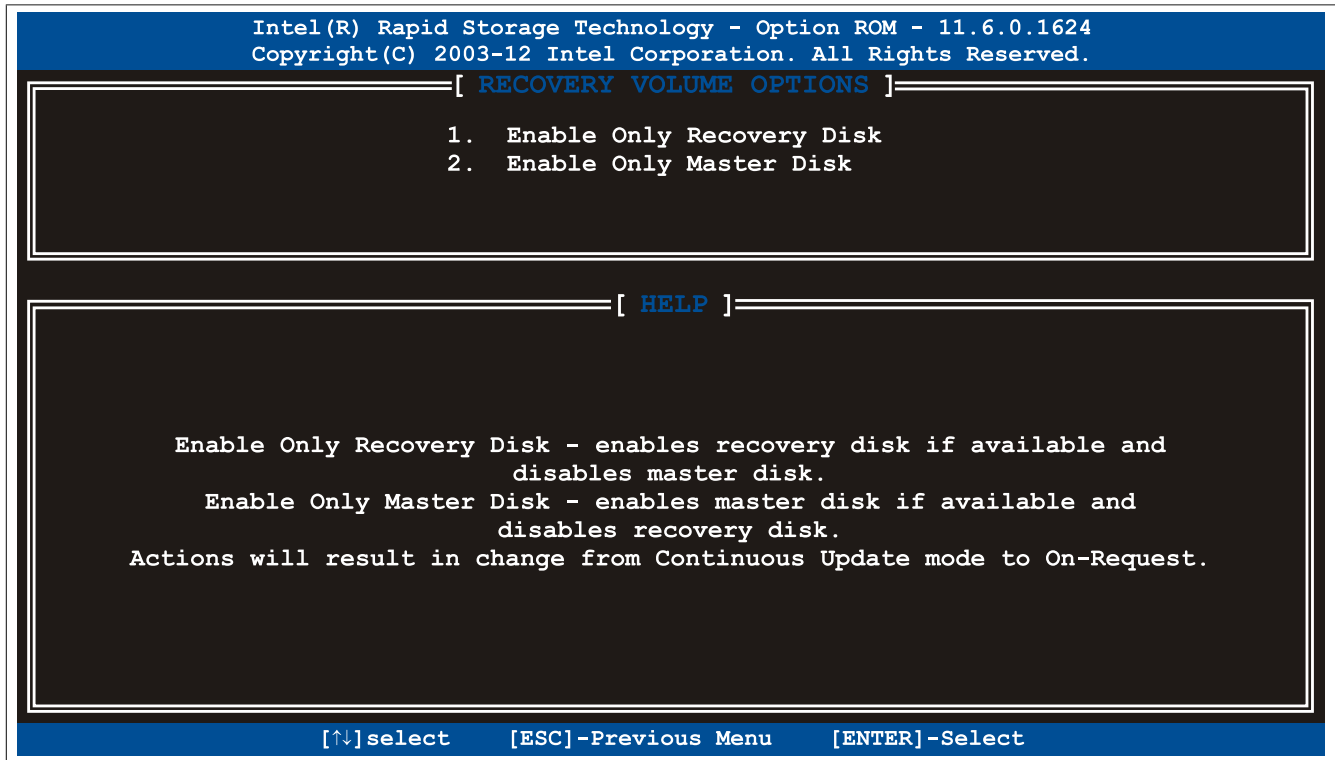 Intel(R) Rapid Storage Technology - Option ROM - 11.6.0.1624
Copyright(C) 2003-12 Intel Corporation. All Rights Reserved.
[ RECOVERY VOLUME OPTIONS ]
1. Enable Only Recovery Disk
2. Enable Only Master Disk
[ HELP ]
Enable Only Recovery Disk - enables recovery disk if available and
disables master disk.
Enable Only Master Disk - enables master disk if available and
disables recovery disk.
Actions will result in change from Continuous Update mode to On-Request.
[↑↓]select [ESC]-Previous Menu [ENTER]-Select